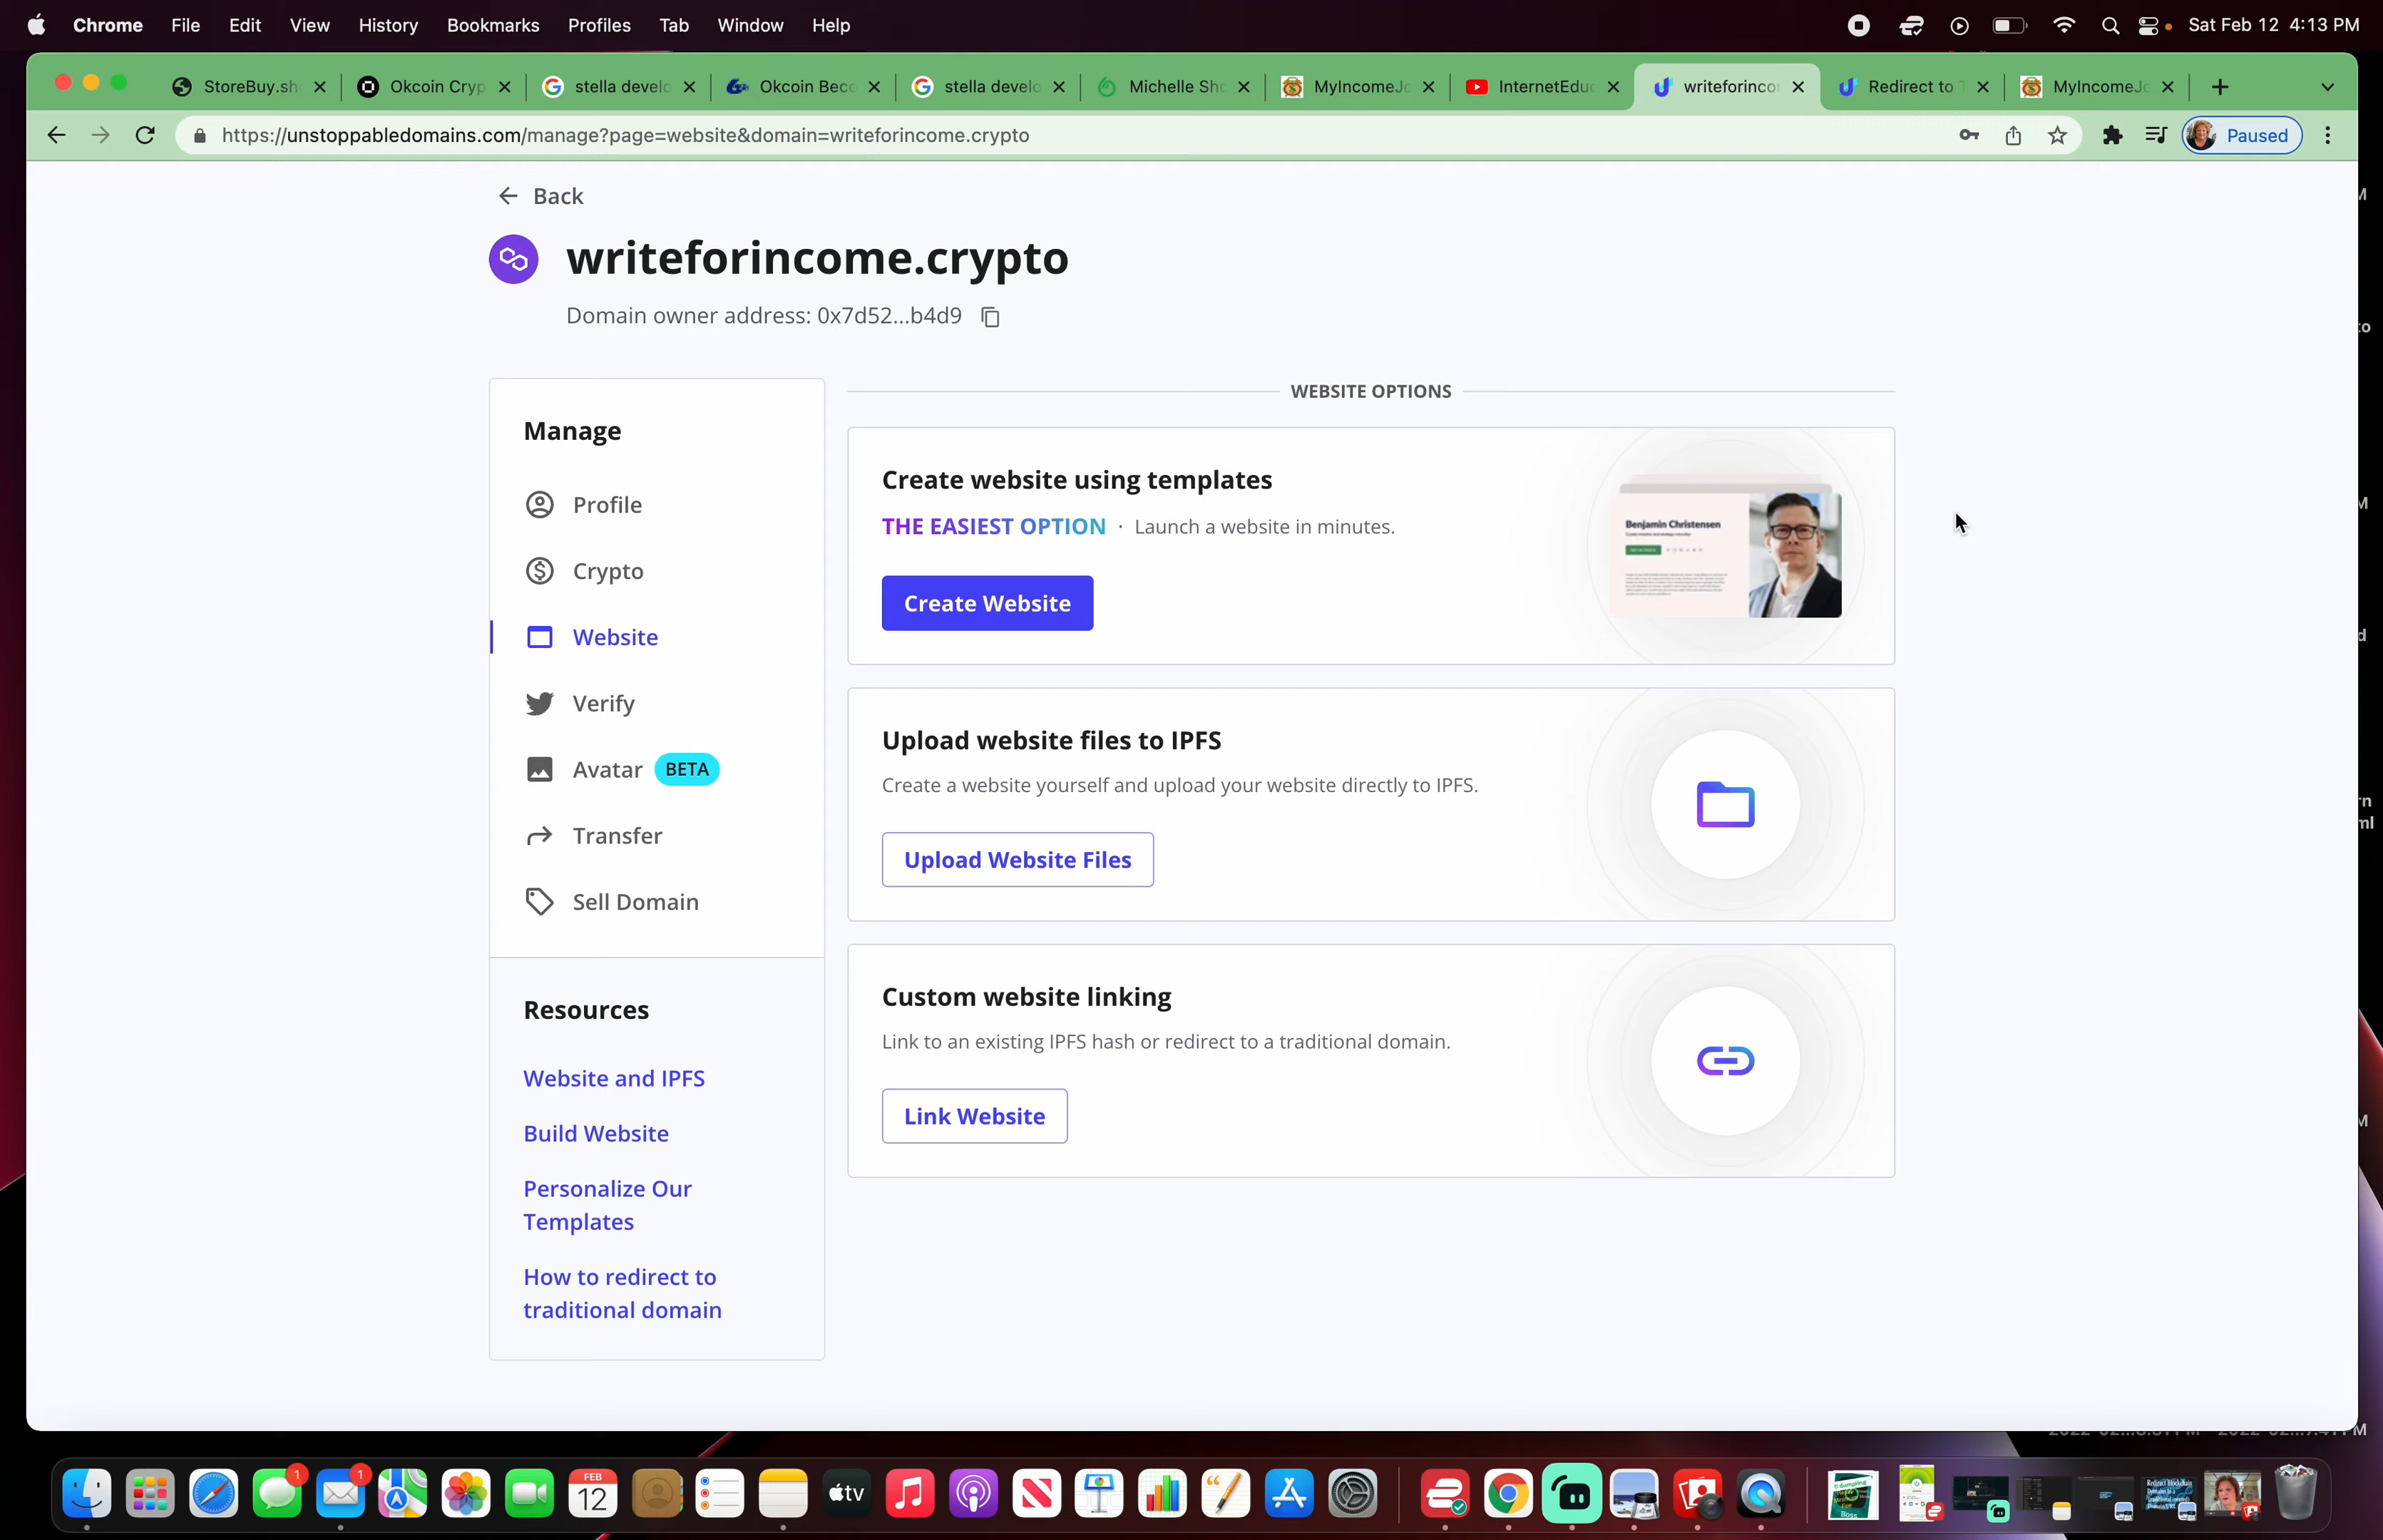 Chrome File Edit View History Bookmarks Profiles Tab Window Help Sat Feb 12 4:13 PM
StoreBuy.sh Okcoin Cryp stella develo Okcoin Beco stella develo Michelle Sho MyIncomeJo InternetEduc writeforinco Redirect to T MyIncomeJo
https://unstoppabledomains.com/manage?page=website&domain=writeforincome.crypto Paused
Back
writeforincome.crypto
Domain owner address: 0x7d52...b4d9
Manage
Profile
Crypto
Website
Verify
Avatar BETA
Transfer
Sell Domain
Resources
Website and IPFS
Build Website
Personalize Our
Templates
How to redirect to
traditional domain
WEBSITE OPTIONS
Create website using templates
THE EASIEST OPTION · Launch a website in minutes.
Create Website
Benjamin Christensen
Upload website files to IPFS
Create a website yourself and upload your website directly to IPFS.
Upload Website Files
Custom website linking
Link to an existing IPFS hash or redirect to a traditional domain.
Link Website
1
1
FEB
12
tv